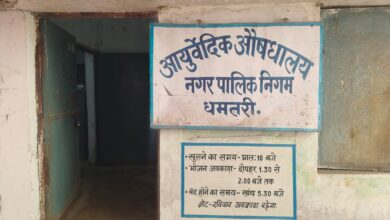 आयुर्वेदिक औषधालय
नगर पालिक निगम
धमतरी.
• खुलने का समय- प्रातः 10 बजे
• भोजन अवकाश- दोपहर 1.30 से
2.00 बजे तक
• बंद होने का समय- सांय 5.30 बजे
नोट- रविवार अवकाश रहेगा.